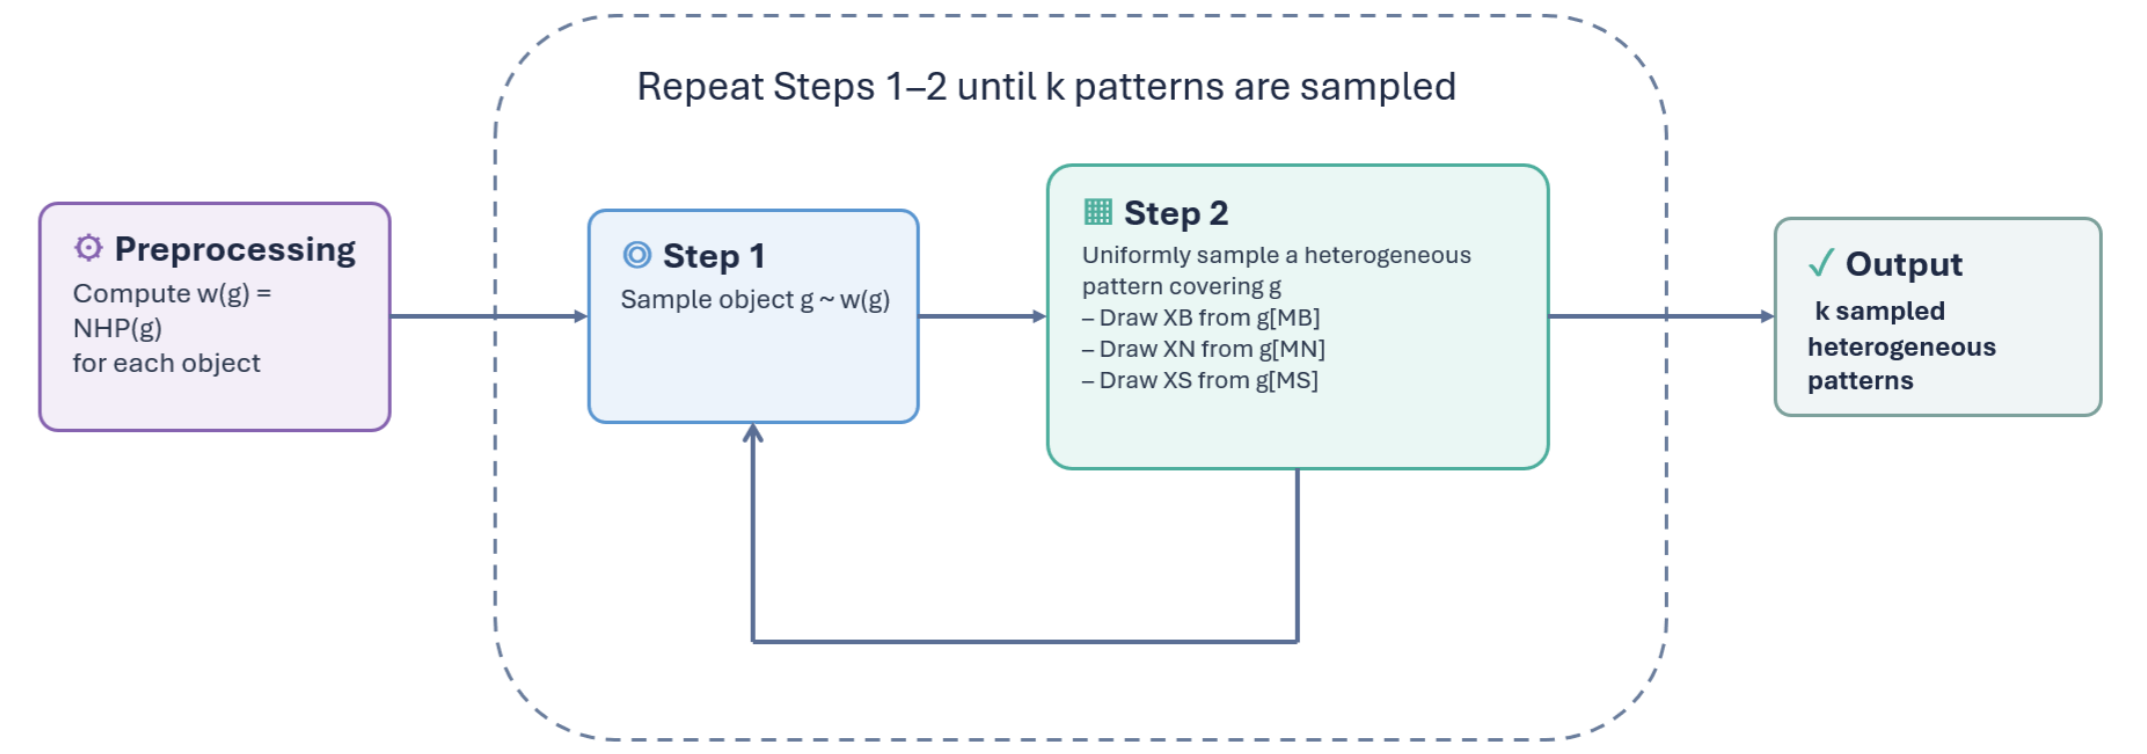 Repeat Steps 1–2 until k patterns are sampled
Preprocessing
Compute w(g) =
NHP(g)
for each object
Step 1
Sample object g ~ w(g)
Step 2
Uniformly sample a heterogeneous
pattern covering g
– Draw XB from g[MB]
– Draw XN from g[MN]
– Draw XS from g[MS]
Output
k sampled
heterogeneous
patterns